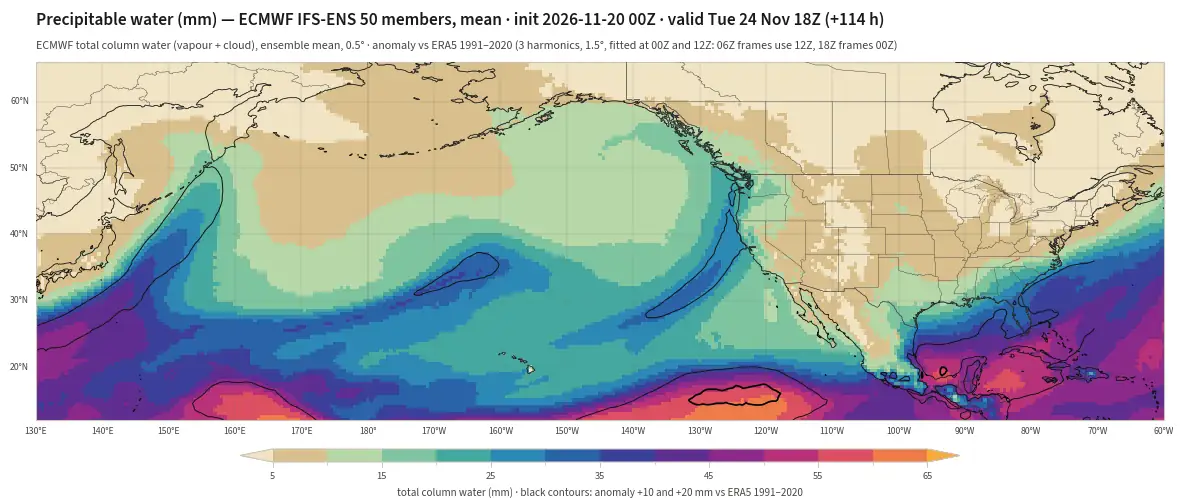 Precipitable water (mm) — ECMWF IFS-ENS 50 members, mean · init 2026-11-20 00Z · valid Tue 24 Nov 18Z (+114 h)
ECMWF total column water (vapour + cloud), ensemble mean, 0.5° · anomaly vs ERA5 1991–2020 (3 harmonics, 1.5°, fitted at 00Z and 12Z: 06Z frames use 12Z, 18Z frames 00Z)
60°N
50°N
40°N
30°N
20°N
130°E 140°E 150°E 160°E 170°E 180° 170°W 160°W 150°W 140°W 130°W 120°W 110°W 100°W 90°W 80°W 70°W 60°W
5 15 25 35 45 55 65
total column water (mm) · black contours: anomaly +10 and +20 mm vs ERA5 1991–2020